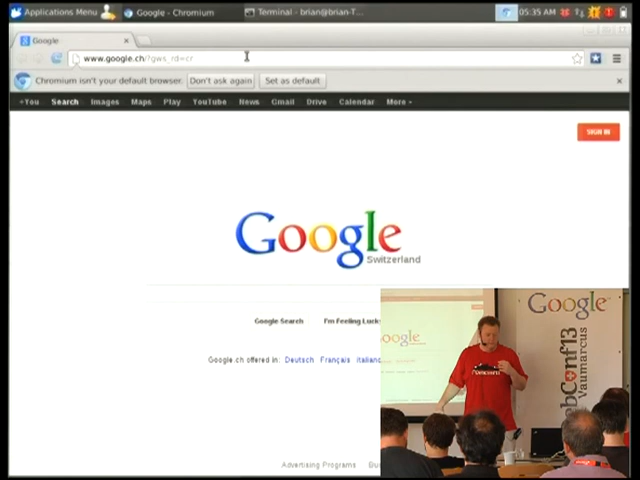 Applications Menu
Google - Chromium
Terminal - brian@brian-T...
05:35 AM
Google
www.google.ch/?gws_rd=cr
Chromium isn't your default browser.
Don't ask again
Set as default
+You Search Images Maps Play YouTube News Gmail Drive Calendar More
SIGN IN
Google
Switzerland
Google Search
I'm Feeling Luck
Google.ch offered in: Deutsch Français italiano
Advertising Programs
Google
ebConf13
Vaumarcus